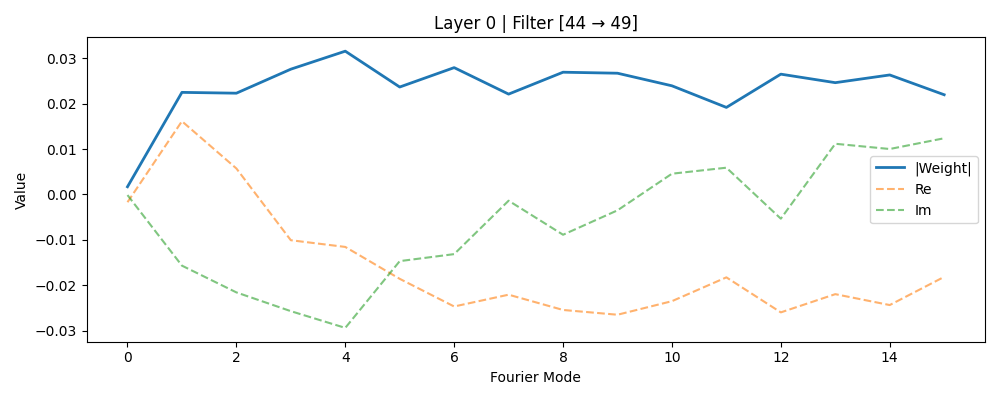 Layer 0 | Filter [44 → 49]
Value
0.03
0.02
0.01
0.00
−0.01
−0.02
−0.03
|Weight|
Re
Im
0 2 4 6 8 10 12 14
Fourier Mode